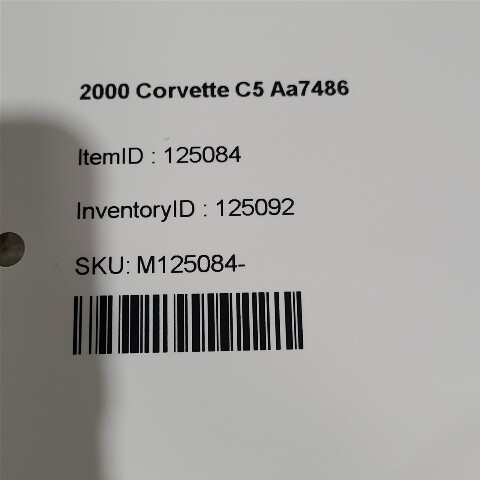 2000 Corvette C5 Aa7486
ItemID : 125084
InventoryID : 125092
SKU: M125084-